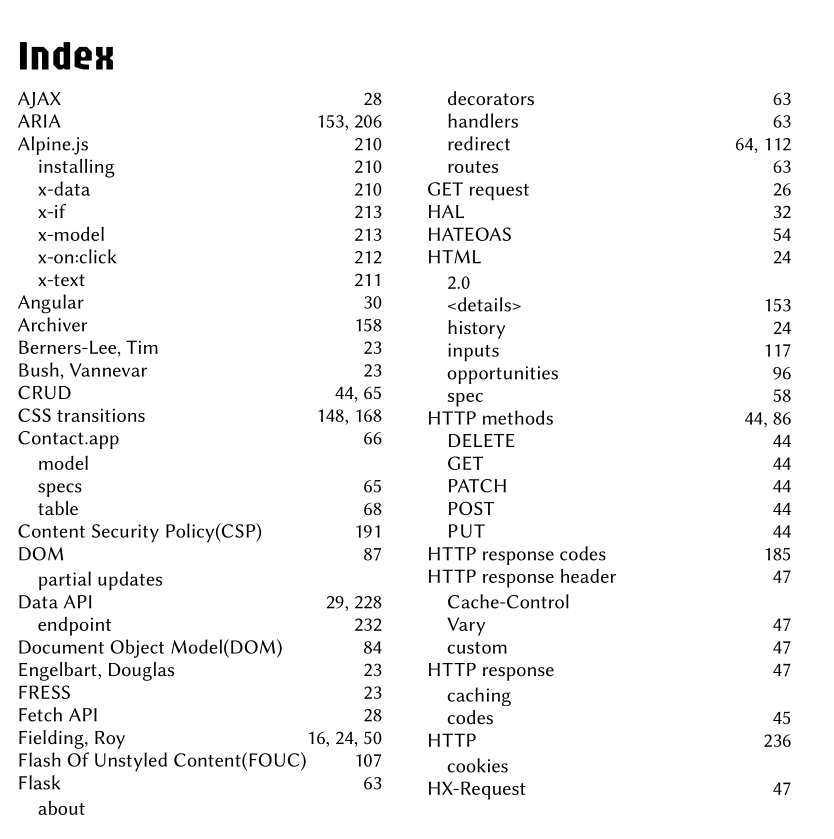 Index
AJAX 28
ARIA 153, 206
Alpine.js 210
installing 210
x-data 210
x-if 213
x-model 213
x-on:click 212
x-text 211
Angular 30
Archiver 158
Berners-Lee, Tim 23
Bush, Vannevar 23
CRUD 44, 65
CSS transitions 148, 168
Contact.app 66
model
specs 65
table 68
Content Security Policy(CSP) 191
DOM 87
partial updates
Data API 29, 228
endpoint 232
Document Object Model(DOM) 84
Engelbart, Douglas 23
FRESS 23
Fetch API 28
Fielding, Roy 16, 24, 50
Flash Of Unstyled Content(FOUC) 107
Flask 63
about
decorators 63
handlers 63
redirect 64, 112
routes 63
GET request 26
HAL 32
HATEOAS 54
HTML 24
2.0
<details> 153
history 24
inputs 117
opportunities 96
spec 58
HTTP methods 44, 86
DELETE 44
GET 44
PATCH 44
POST 44
PUT 44
HTTP response codes 185
HTTP response header 47
Cache-Control
Vary 47
custom 47
HTTP response 47
caching
codes 45
HTTP 236
cookies
HX-Request 47